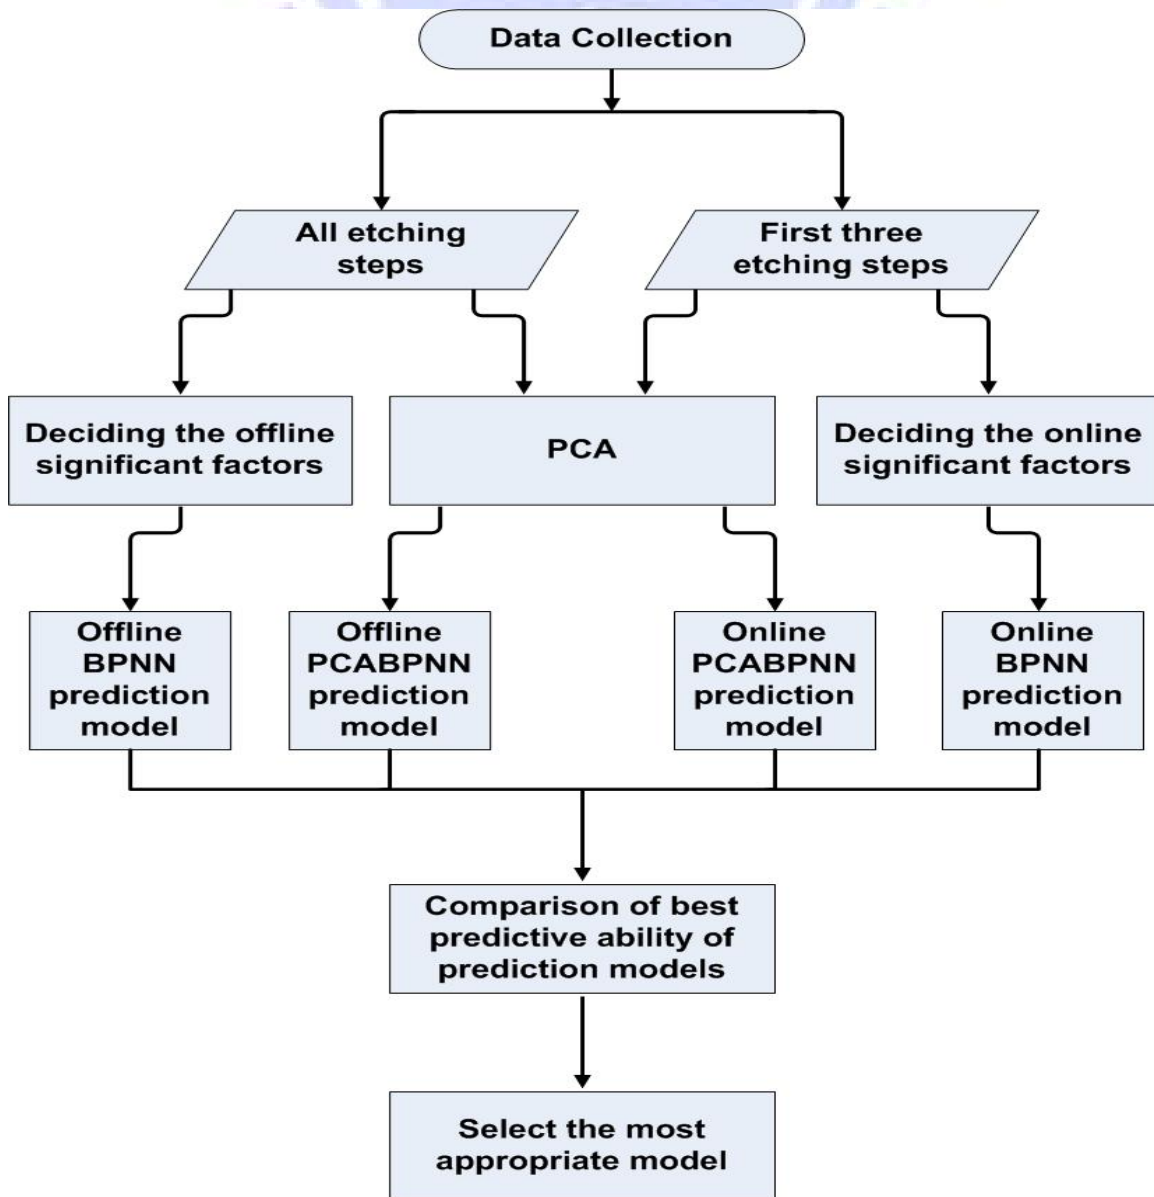 Data Collection
All etching
steps
First three
etching steps
Deciding the offline
significant factors
PCA
Deciding the online
significant factors
Offline
BPNN
prediction
model
Offline
PCABPNN
prediction
model
Online
PCABPNN
prediction
model
Online
BPNN
prediction
model
Comparison of best
predictive ability of
prediction models
Select the most
appropriate model